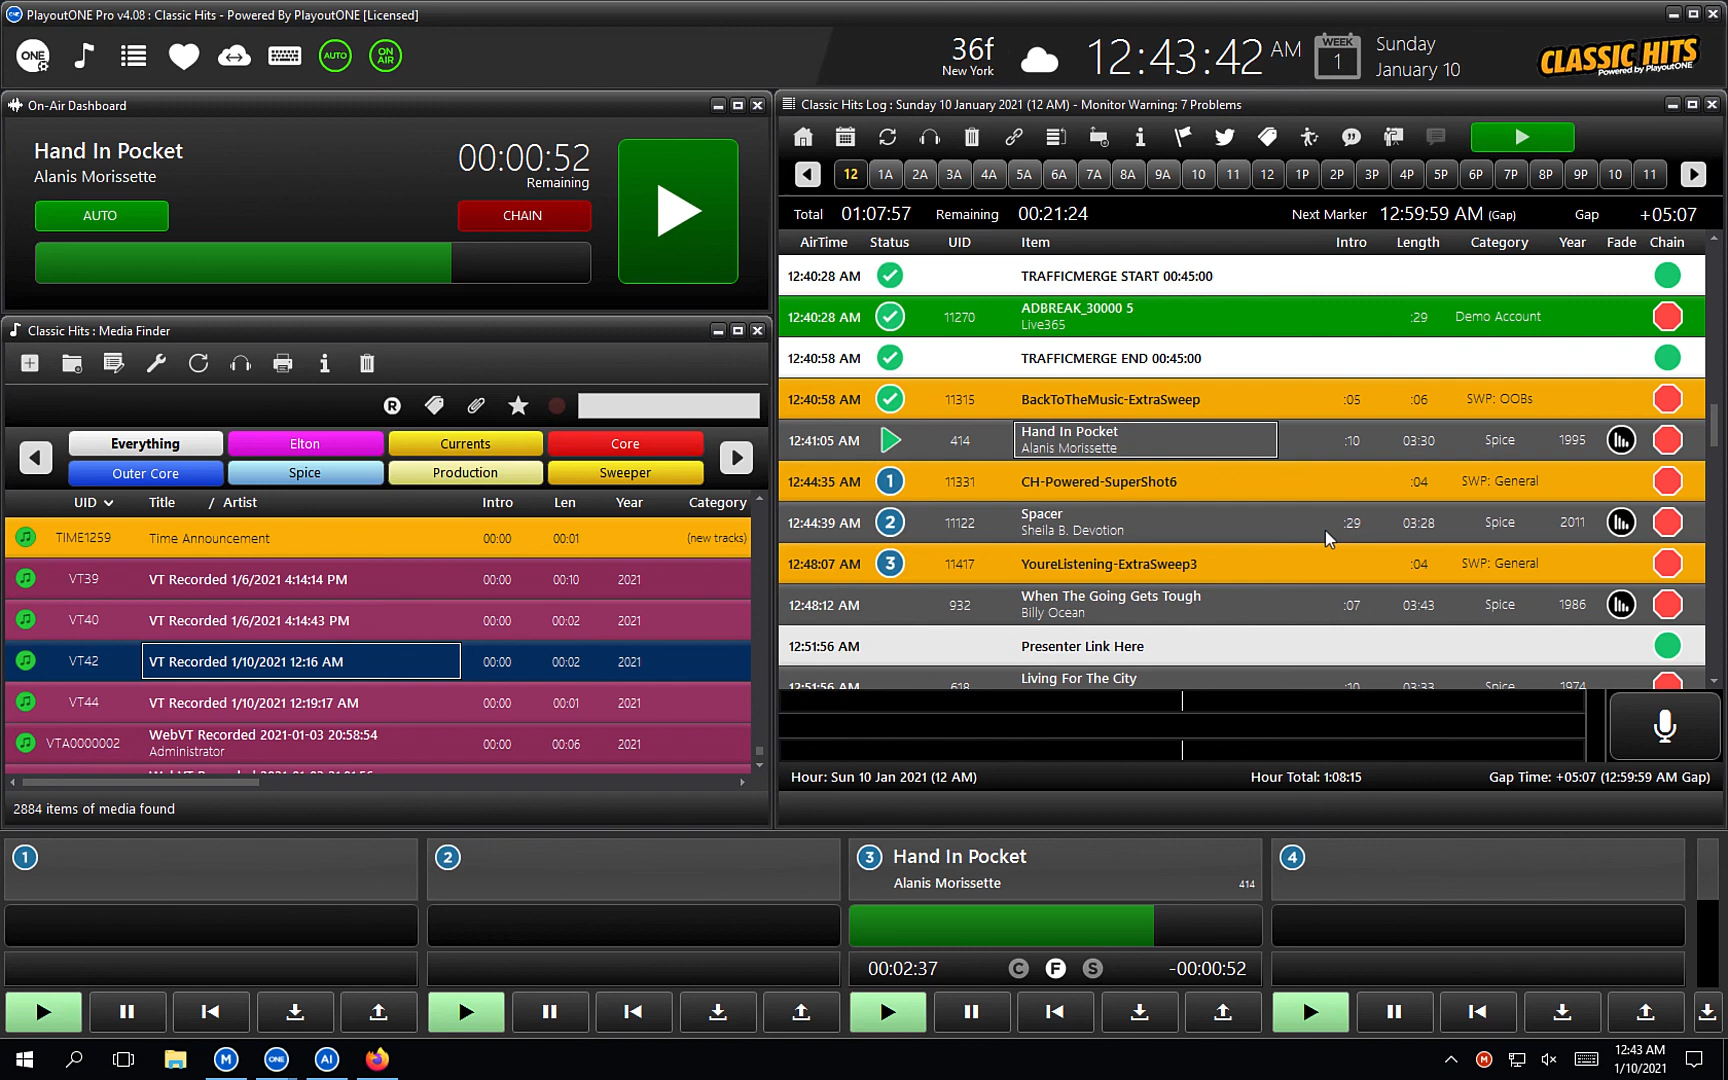 PlayoutONE Pro v4.08 : Classic Hits - Powered By PlayoutONE [Licensed]
ONE
AUTO
ON AIR
36f
New York
12:43:42 AM
WEEK
1
Sunday
January 10
CLASSIC HITS
Powered by PlayoutONE
On-Air Dashboard
Hand In Pocket
Alanis Morissette
00:00:52
Remaining
AUTO
CHAIN
Classic Hits : Media Finder
R
Everything
Elton
Currents
Core
Outer Core
Spice
Production
Sweeper
UID Title / Artist Intro Len Year Category
TIME1259 Time Announcement 00:00 00:01 (new tracks)
VT39 VT Recorded 1/6/2021 4:14:14 PM 00:00 00:10 2021
VT40 VT Recorded 1/6/2021 4:14:43 PM 00:00 00:02 2021
VT42 VT Recorded 1/10/2021 12:16 AM 00:00 00:02 2021
VT44 VT Recorded 1/10/2021 12:19:17 AM 00:00 00:01 2021
VTA0000002 WebVT Recorded 2021-01-03 20:58:54 00:00 00:06 2021
Administrator
2884 items of media found
Classic Hits Log : Sunday 10 January 2021 (12 AM) - Monitor Warning: 7 Problems
12 1A 2A 3A 4A 5A 6A 7A 8A 9A 10 11 12 1P 2P 3P 4P 5P 6P 7P 8P 9P 10 11
Total 01:07:57 Remaining 00:21:24 Next Marker 12:59:59 AM (Gap) Gap +05:07
AirTime Status UID Item Intro Length Category Year Fade Chain
12:40:28 AM TRAFFICMERGE START 00:45:00
12:40:28 AM 11270 ADBREAK_30000 5 :29 Demo Account
Live365
12:40:58 AM TRAFFICMERGE END 00:45:00
12:40:58 AM 11315 BackToTheMusic-ExtraSweep :05 :06 SWP: OOBs
12:41:05 AM 414 Hand In Pocket :10 03:30 Spice 1995
Alanis Morissette
12:44:35 AM 1 11331 CH-Powered-SuperShot6 :04 SWP: General
12:44:39 AM 2 11122 Spacer :29 03:28 Spice 2011
Sheila B. Devotion
12:48:07 AM 3 11417 YoureListening-ExtraSweep3 :04 SWP: General
12:48:12 AM 932 When The Going Gets Tough :07 03:43 Spice 1986
Billy Ocean
12:51:56 AM Presenter Link Here
12:51:56 AM 618 Living For The City :10 03:33 Spice 1974
Hour: Sun 10 Jan 2021 (12 AM) Hour Total: 1:08:15 Gap Time: +05:07 (12:59:59 AM Gap)
1
2
3 Hand In Pocket
Alanis Morissette 414
00:02:37 C F S -00:00:52
4
M
ONE
AI
M
12:43 AM
1/10/2021